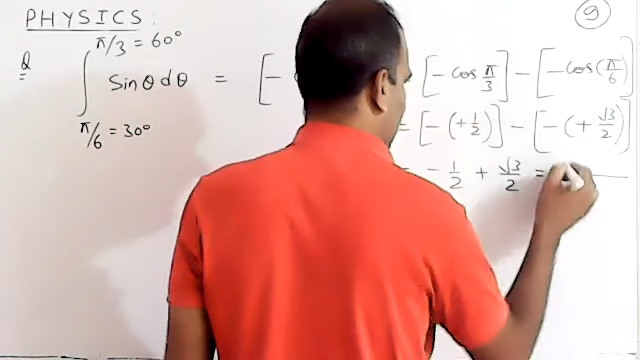 PHYSICS:
9
Q ∫ π/3 = 60° Sinθ dθ = [- [-cos π/3] - [-cos(π/6)]
π/6 = 30° = [-(+1/2)] - [-(+√3/2)]
- 1/2 + √3/2 =